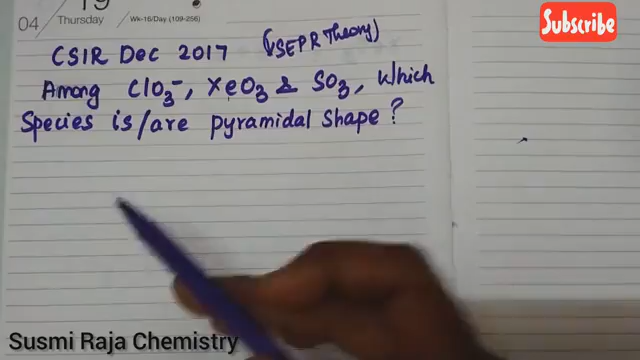 19
04
Thursday
Wk-16/Day (109-256)
Subscribe
CSIR Dec 2017 (VSEPR Theory)
Among ClO₃⁻, XeO₃ & SO₃, which
Species is/are pyramidal shape?
Susmi Raja Chemistry